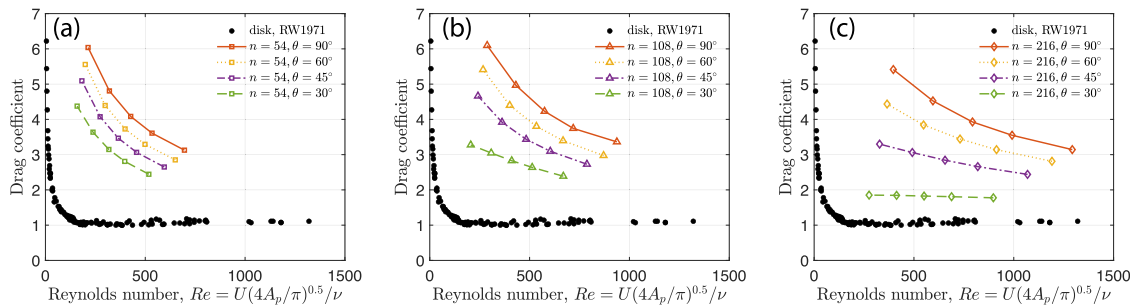 (a)
disk, RW1971
n = 54, θ = 90°
n = 54, θ = 60°
n = 54, θ = 45°
n = 54, θ = 30°
Drag coefficient
7
6
5
4
3
2
1
0
0 500 1000 1500
Reynolds number, Re = U(4A_p/π)^0.5/ν
(b)
disk, RW1971
n = 108, θ = 90°
n = 108, θ = 60°
n = 108, θ = 45°
n = 108, θ = 30°
Drag coefficient
7
6
5
4
3
2
1
0
0 500 1000 1500
Reynolds number, Re = U(4A_p/π)^0.5/ν
(c)
disk, RW1971
n = 216, θ = 90°
n = 216, θ = 60°
n = 216, θ = 45°
n = 216, θ = 30°
Drag coefficient
7
6
5
4
3
2
1
0
0 500 1000 1500
Reynolds number, Re = U(4A_p/π)^0.5/ν